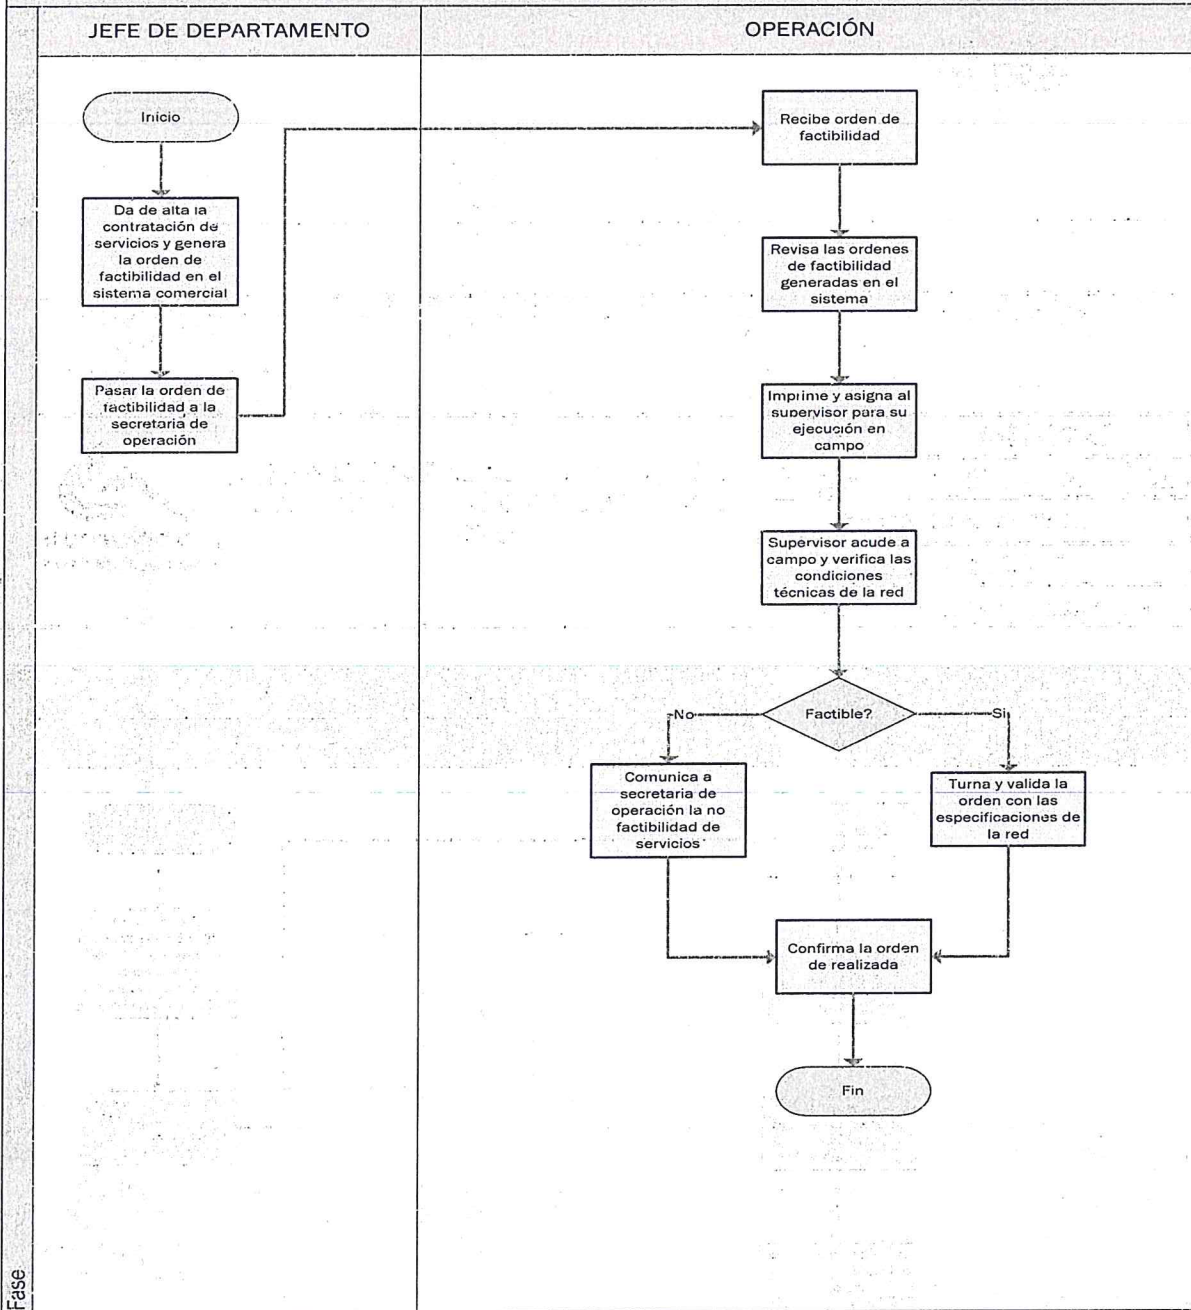 JEFE DE DEPARTAMENTO
OPERACIÓN
Inicio
Da de alta la
contratación de
servicios y genera
la orden de
factibilidad en el
sistema comercial
Pasar la orden de
factibilidad a la
secretaria de
operación
Recibe orden de
factibilidad
Revisa las ordenes
de factibilidad
generadas en el
sistema
Imprime y asigna al
supervisor para su
ejecución en
campo
Supervisor acude a
campo y verifica las
condiciones
técnicas de la red
Factible?
No
Si
Comunica a
secretaria de
operación la no
factibilidad de
servicios
Turna y valida la
orden con las
especificaciones de
la red
Confirma la orden
de realizada
Fin
Fase